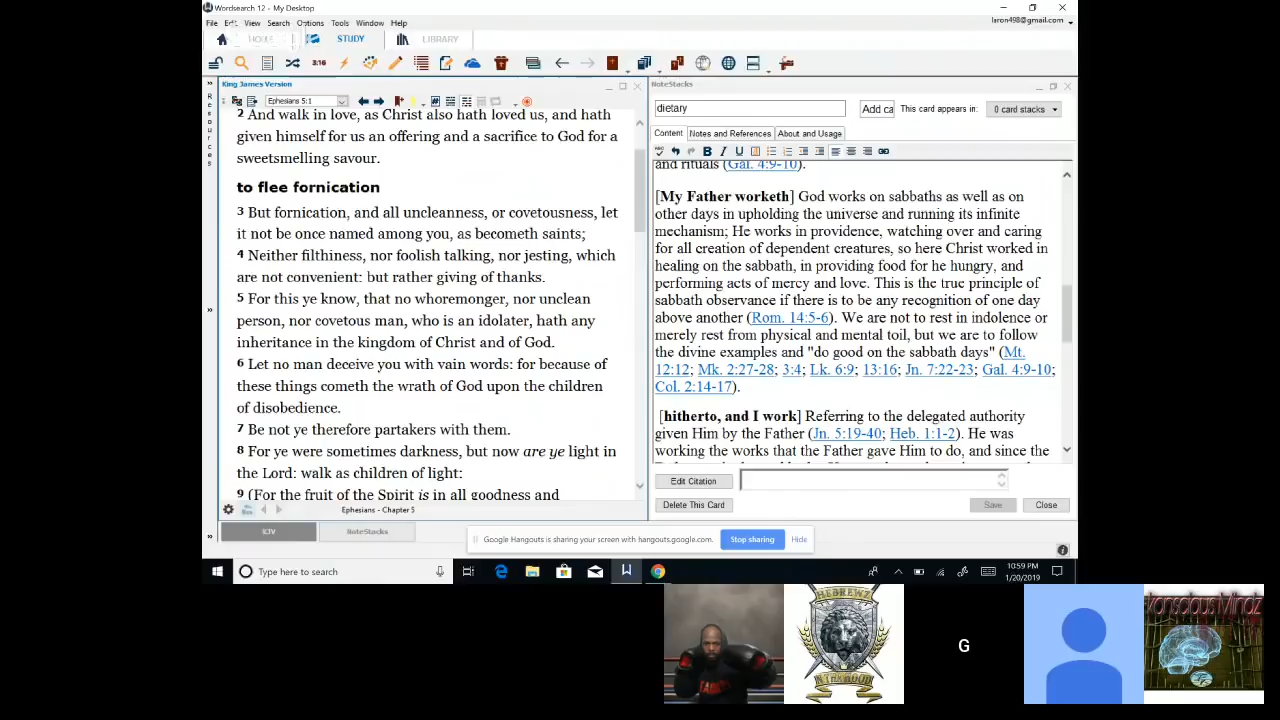 Wordsearch 12 - My Desktop
laron498@gmail.com
File Edit View Search Options Tools Window Help
HOME STUDY LIBRARY
3:16
» Resources
King James Version
Ephesians 5:1
2 And walk in love, as Christ also hath loved us, and hath
given himself for us an offering and a sacrifice to God for a
sweetsmelling savour.
to flee fornication
3 But fornication, and all uncleanness, or covetousness, let
it not be once named among you, as becometh saints;
4 Neither filthiness, nor foolish talking, nor jesting, which
are not convenient: but rather giving of thanks.
5 For this ye know, that no whoremonger, nor unclean
person, nor covetous man, who is an idolater, hath any
inheritance in the kingdom of Christ and of God.
6 Let no man deceive you with vain words: for because of
these things cometh the wrath of God upon the children
of disobedience.
7 Be not ye therefore partakers with them.
8 For ye were sometimes darkness, but now are ye light in
the Lord: walk as children of light:
9 (For the fruit of the Spirit is in all goodness and
Ephesians - Chapter 5
KJV NoteStacks
NoteStacks
dietary Add ca This card appears in: 0 card stacks
Content Notes and References About and Usage
B I U
and rituals (Gal. 4:9-10).
[My Father worketh] God works on sabbaths as well as on
other days in upholding the universe and running its infinite
mechanism; He works in providence, watching over and caring
for all creation of dependent creatures, so here Christ worked in
healing on the sabbath, in providing food for he hungry, and
performing acts of mercy and love. This is the true principle of
sabbath observance if there is to be any recognition of one day
above another (Rom. 14:5-6). We are not to rest in indolence or
merely rest from physical and mental toil, but we are to follow
the divine examples and "do good on the sabbath days" (Mt.
12:12; Mk. 2:27-28; 3:4; Lk. 6:9; 13:16; Jn. 7:22-23; Gal. 4:9-10;
Col. 2:14-17).
[hitherto, and I work] Referring to the delegated authority
given Him by the Father (Jn. 5:19-40; Heb. 1:1-2). He was
working the works that the Father gave Him to do, and since the
Edit Citation
Delete This Card Save Close
Google Hangouts is sharing your screen with hangouts.google.com. Stop sharing Hide
Type here to search
10:59 PM
1/20/2019
HEBREWZ
N THA HOOD
G
Konscious Mindz